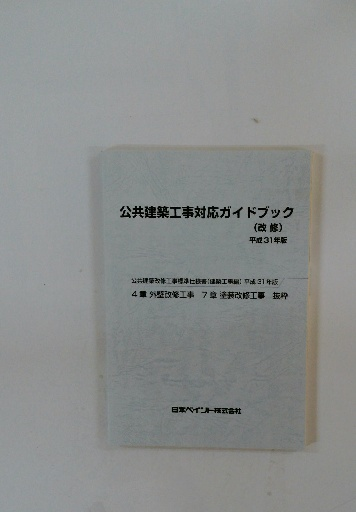 公共建築工事対応ガイドブック
（改 修）
平成31年版
公共建築改修工事標準仕様書（建築工事編）平成31年版
4 章 外壁改修工事　7 章 塗装改修工事　抜粋
日本ペイント株式会社